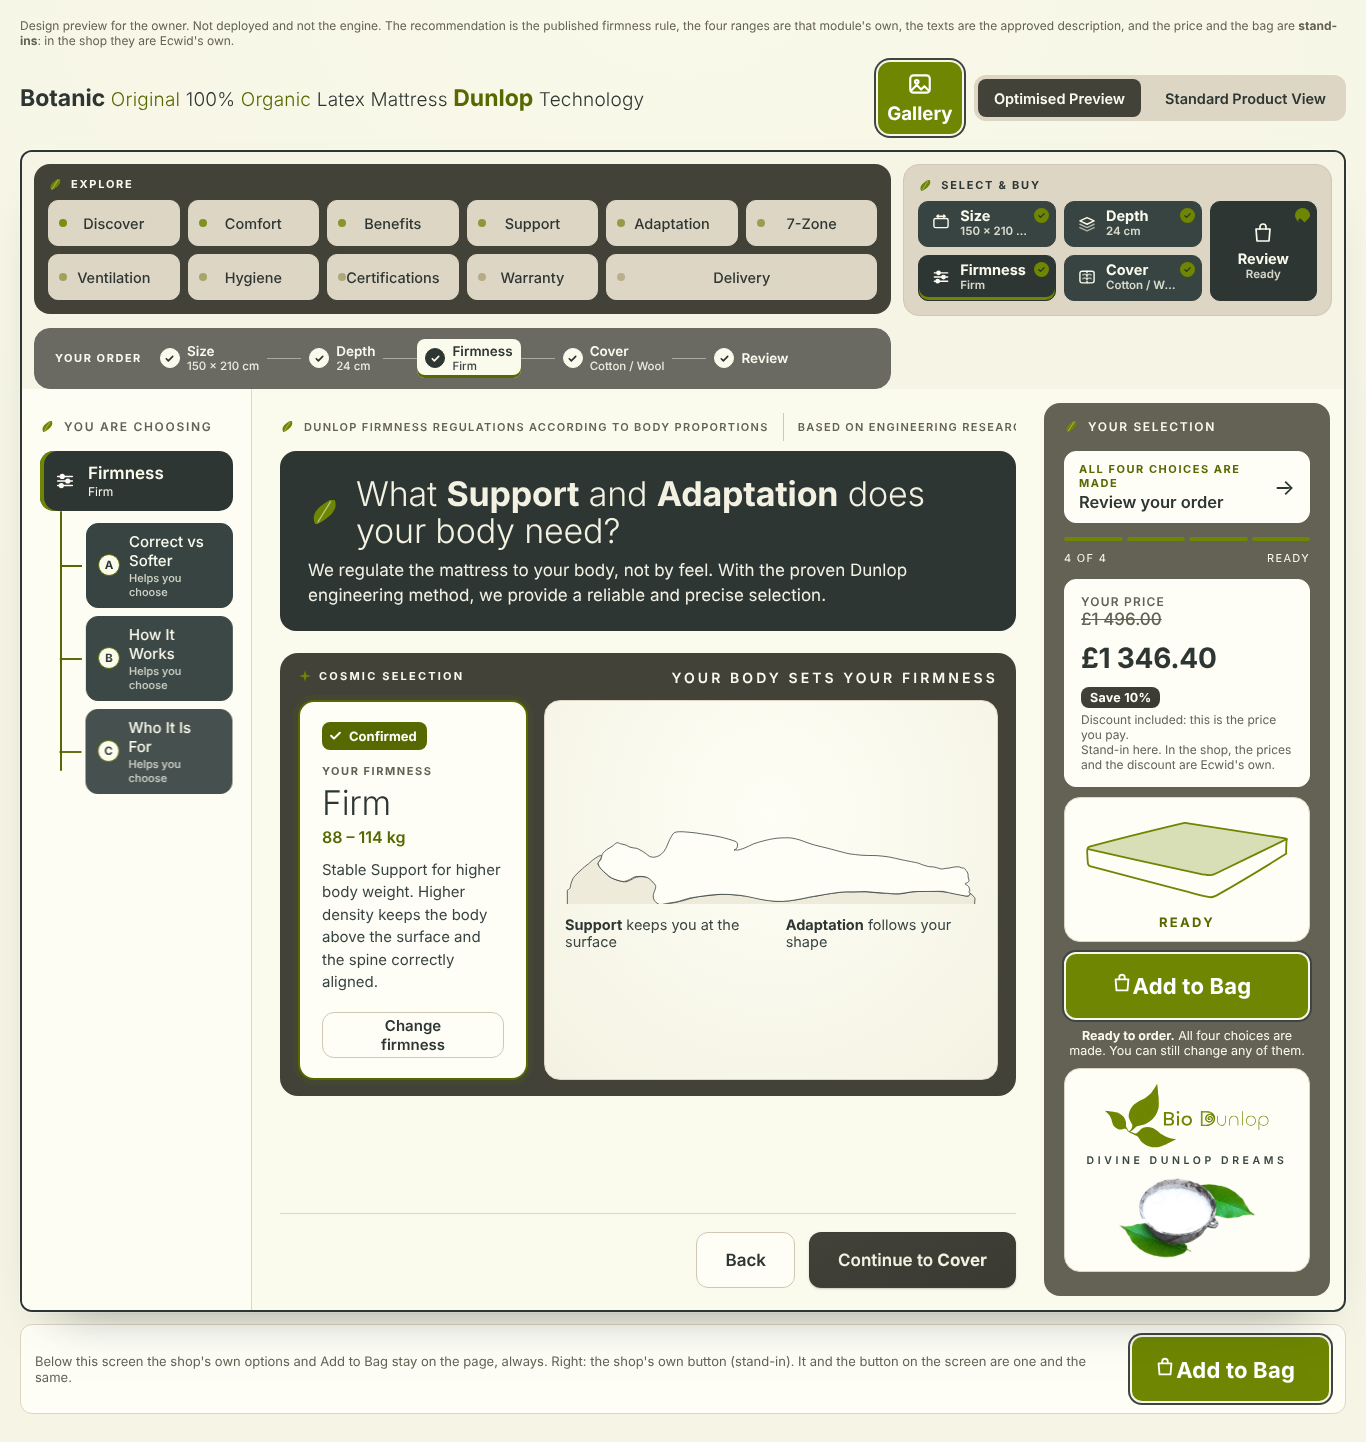 Design preview for the owner. Not deployed and not the engine. The recommendation is the published firmness rule, the four ranges are that module's own, the texts are the approved description, and the price and the bag are stand-
ins: in the shop they are Ecwid's own.
Botanic Original 100% Organic Latex Mattress Dunlop Technology
Gallery
Optimised Preview
Standard Product View
EXPLORE
Discover
Comfort
Benefits
Support
Adaptation
7-Zone
Ventilation
Hygiene
Certifications
Warranty
Delivery
SELECT & BUY
Size
150 × 210 ...
Depth
24 cm
Firmness
Firm
Cover
Cotton / W...
Review
Ready
YOUR ORDER
Size
150 × 210 cm
Depth
24 cm
Firmness
Firm
Cover
Cotton / Wool
Review
YOU ARE CHOOSING
Firmness
Firm
A
Correct vs
Softer
Helps you
choose
B
How It
Works
Helps you
choose
C
Who It Is
For
Helps you
choose
DUNLOP FIRMNESS REGULATIONS ACCORDING TO BODY PROPORTIONS
BASED ON ENGINEERING RESEARC
What Support and Adaptation does
your body need?
We regulate the mattress to your body, not by feel. With the proven Dunlop
engineering method, we provide a reliable and precise selection.
COSMIC SELECTION
YOUR BODY SETS YOUR FIRMNESS
Confirmed
YOUR FIRMNESS
Firm
88 – 114 kg
Stable Support for higher
body weight. Higher
density keeps the body
above the surface and
the spine correctly
aligned.
Change
firmness
Support keeps you at the
surface
Adaptation follows your
shape
Back
Continue to Cover
YOUR SELECTION
ALL FOUR CHOICES ARE
MADE
Review your order
4 OF 4
READY
YOUR PRICE
£1 496.00
£1 346.40
Save 10%
Discount included: this is the price
you pay.
Stand-in here. In the shop, the prices
and the discount are Ecwid's own.
READY
Add to Bag
Ready to order. All four choices are
made. You can still change any of them.
Bio Dunlop
DIVINE DUNLOP DREAMS
Below this screen the shop's own options and Add to Bag stay on the page, always. Right: the shop's own button (stand-in). It and the button on the screen are one and the
same.
Add to Bag